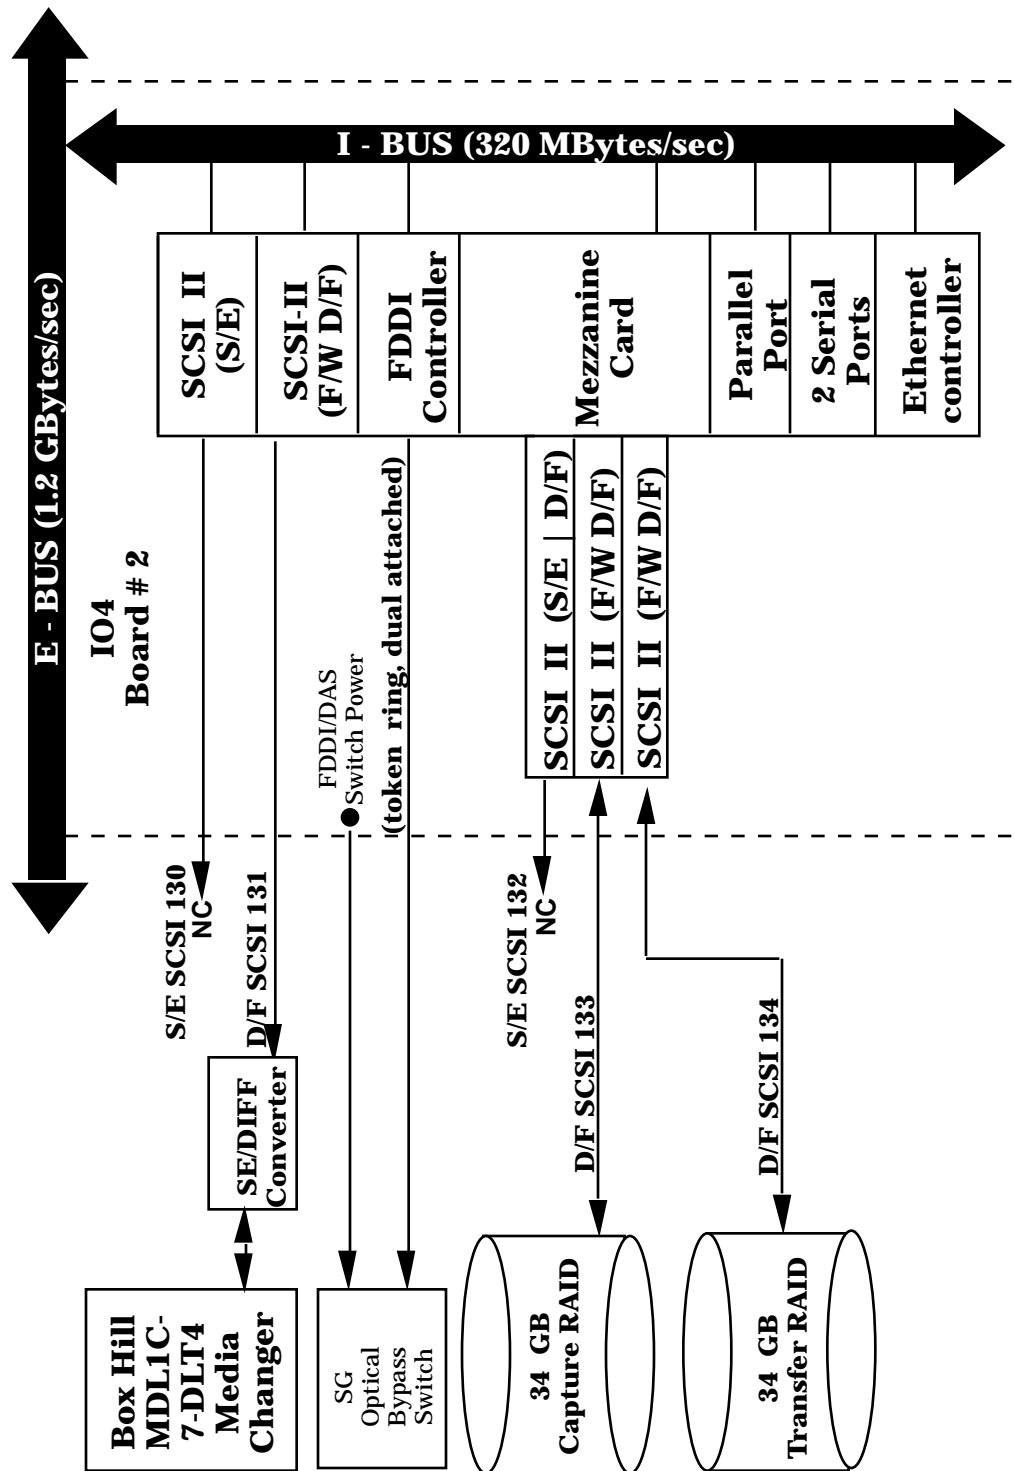 I - BUS (320 MBytes/sec)
E - BUS (1.2 GBytes/sec)
SCSI II
(S/E)
SCSI-II
(F/W D/F)
FDDI
Controller
Mezzanine
Card
Parallel
Port
2 Serial
Ports
Ethernet
controller
IO4
Board # 2
FDDI/DAS
Switch Power
(token ring, dual attached)
SCSI II (S/E | D/F)
SCSI II (F/W D/F)
SCSI II (F/W D/F)
S/E SCSI 130
NC
D/F SCSI 131
S/E SCSI 132
NC
D/F SCSI 133
D/F SCSI 134
SE/DIFF
Converter
Box Hill
MDL1C-
7-DLT4
Media
Changer
SG
Optical
Bypass
Switch
34 GB
Capture RAID
34 GB
Transfer RAID